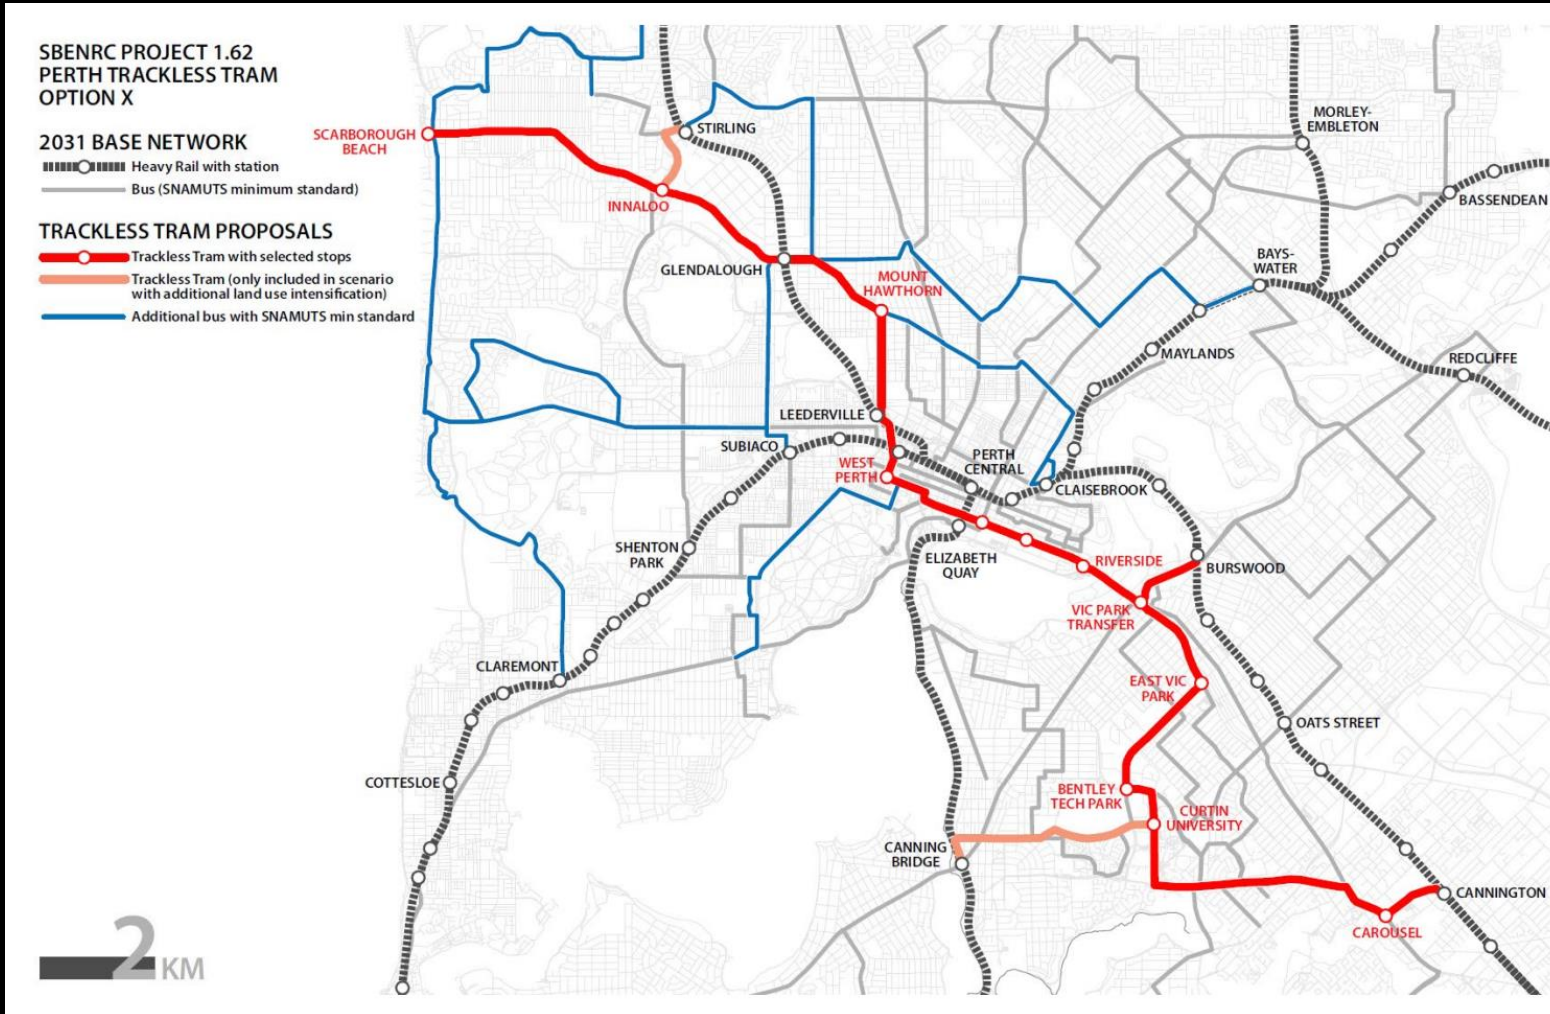 SBENRC PROJECT 1.62
PERTH TRACKLESS TRAM
OPTION X
2031 BASE NETWORK
Heavy Rail with station
Bus (SNAMUTS minimum standard)
TRACKLESS TRAM PROPOSALS
Trackless Tram with selected stops
Trackless Tram (only included in scenario
with additional land use intensification)
Additional bus with SNAMUTS min standard
SCARBOROUGH
BEACH
STIRLING
MORLEY-
EMBLETON
BASSENDEAN
INNALOO
GLENDALOUGH
MOUNT
HAWTHORN
BAYS-
WATER
MAYLANDS
REDCLIFFE
LEEDERVILLE
SUBIACO
WEST
PERTH
PERTH
CENTRAL
CLAISEBROOK
SHENTON
PARK
ELIZABETH
QUAY
RIVERSIDE
BURSWOOD
VIC PARK
TRANSFER
CLAREMONT
EAST VIC
PARK
OATS STREET
COTTESLOE
BENTLEY
TECH PARK
CURTIN
UNIVERSITY
CANNING
BRIDGE
CANNINGTON
CAROUSEL
2 KM